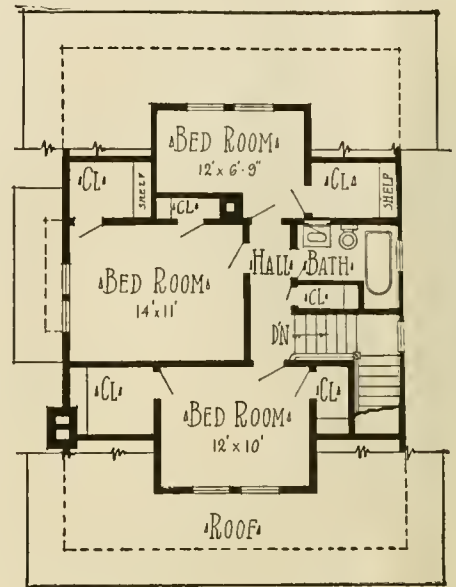 BED ROOM
12' x 6'-9"
CL
SHELF
CL
SHELF
CL
BED ROOM
14' x 11'
HALL
BATH
CL
D'N
CL
BED ROOM
12' x 10'
CL
ROOF